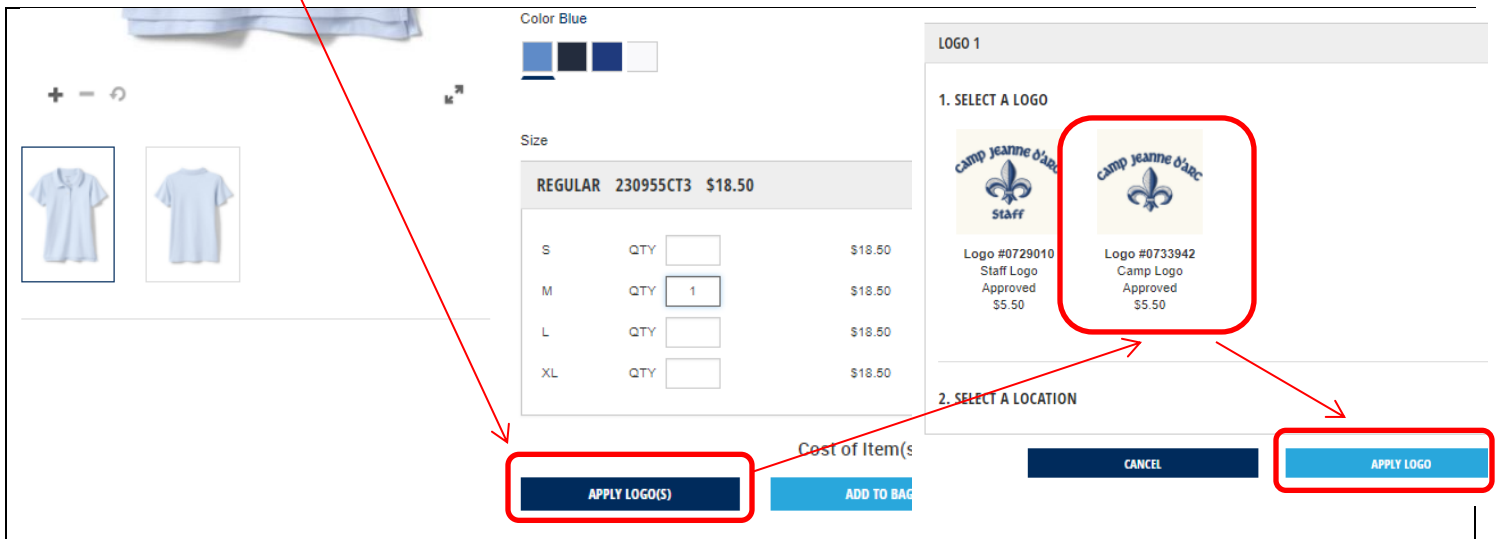 Color Blue
Size
REGULAR 230955CT3 $18.50
S QTY $18.50
M QTY 1 $18.50
L QTY $18.50
XL QTY $18.50
Cost of Item(s
APPLY LOGO(S)
ADD TO BAG
LOGO 1
1. SELECT A LOGO
camp Jeanne d'Arc
Staff
Logo #0729010
Staff Logo
Approved
$5.50
camp Jeanne d'Arc
Logo #0733942
Camp Logo
Approved
$5.50
2. SELECT A LOCATION
CANCEL
APPLY LOGO